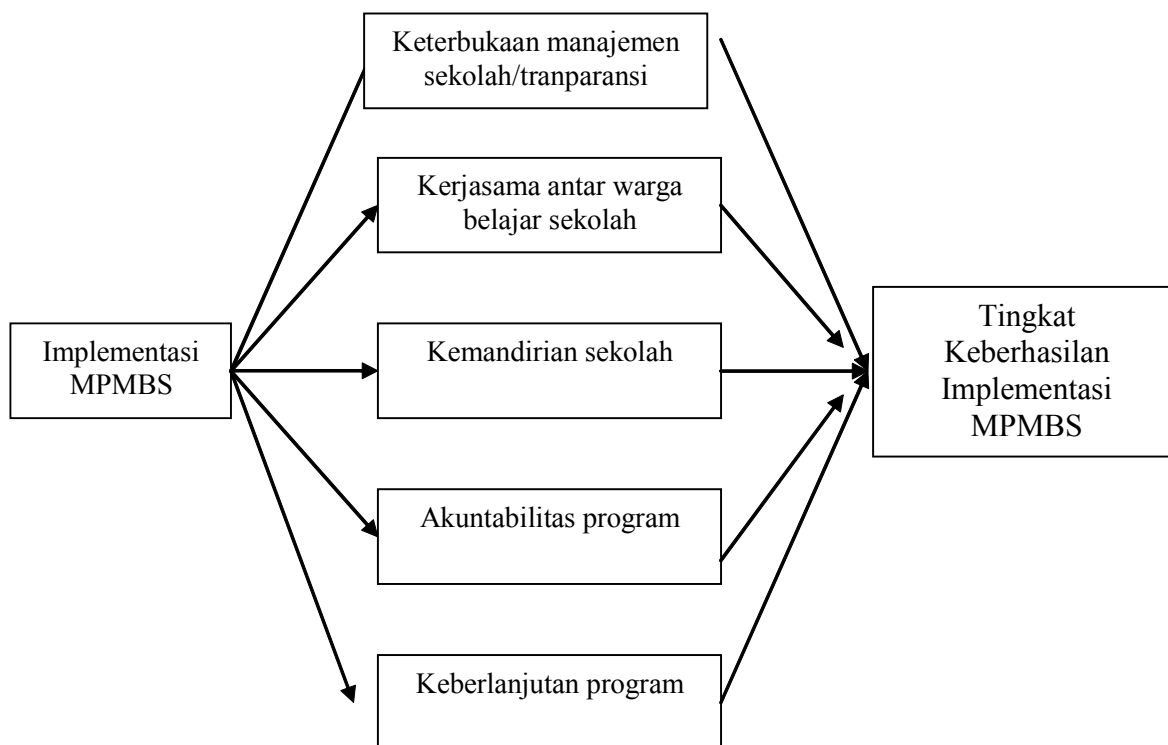 Keterbukaan manajemen
sekolah/tranparansi
Kerjasama antar warga
belajar sekolah
Implementasi
MPMBS
Kemandirian sekolah
Akuntabilitas program
Keberlanjutan program
Tingkat
Keberhasilan
Implementasi
MPMBS